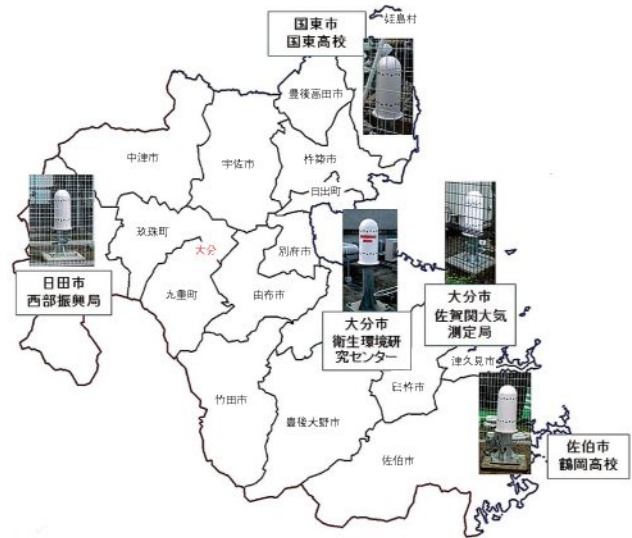 国東市
国東高校
姫島村
豊後高田市
中津市
宇佐市
杵築市
日出町
玖珠町
大分
別府市
九重町
由布市
日田市
西部振興局
大分市
衛生環境研
究センター
大分市
佐賀関大気
測定局
津久見市
臼杵市
竹田市
豊後大野市
佐伯市
佐伯市
鶴岡高校